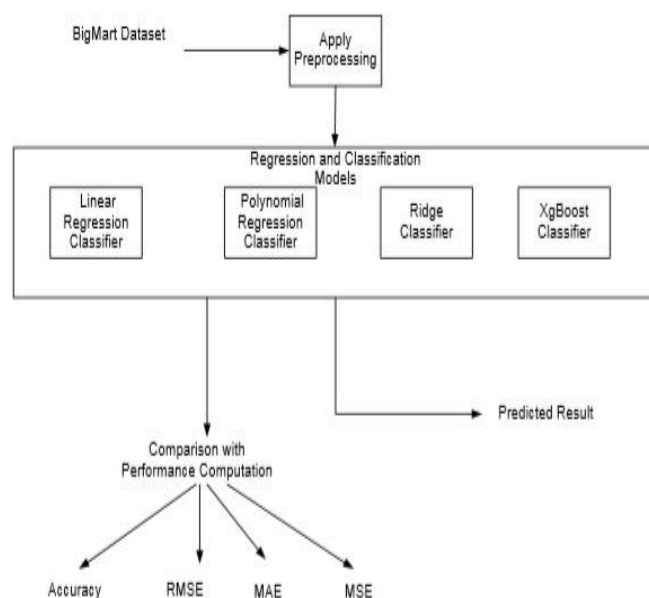 BigMart Dataset
Apply
Preprocessing
Regression and Classification
Models
Linear
Regression
Classifier
Polynomial
Regression
Classifier
Ridge
Classifier
XgBoost
Classifier
Predicted Result
Comparison with
Performance Computation
Accuracy
RMSE
MAE
MSE